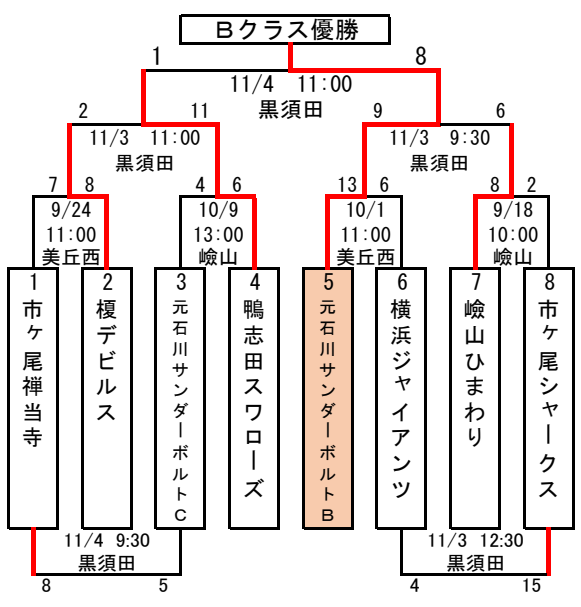 Bクラス優勝
1 8
11/4 11:00
黒須田
2 11 9 6
11/3 11:00 11/3 9:30
黒須田 黒須田
7 8 4 6 13 6 8 2
9/24 10/9 10/1 9/18
11:00 13:00 11:00 10:00
美丘西 嶮山 美丘西 嶮山
1 市ヶ尾禅当寺
2 榎デビルス
3 元石川サンダーボルトC
4 鴨志田スワローズ
5 元石川サンダーボルトB
6 横浜ジャイアンツ
7 嶮山ひまわり
8 市ヶ尾シャークス
11/4 9:30 11/3 12:30
黒須田 黒須田
8 5 4 15